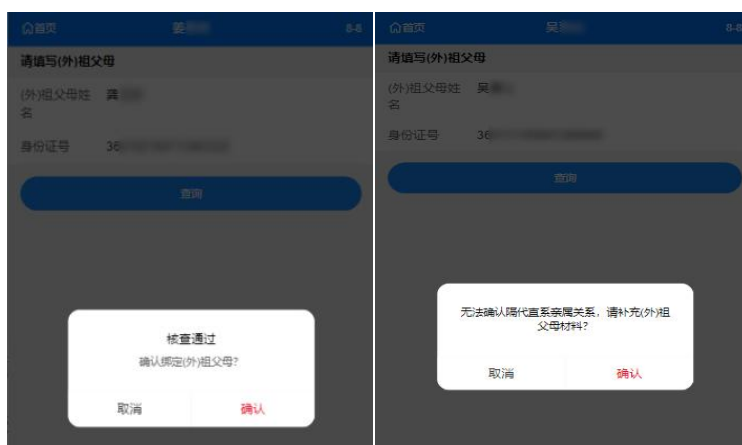 首页 姜 8-8
请填写(外)祖父母
(外)祖父母姓 龚
名
身份证号 36
查询
核查通过
确认绑定(外)祖父母?
取消 确认
首页 吴 8-8
请填写(外)祖父母
(外)祖父母姓 吴
名
身份证号 36
查询
无法确认隔代直系亲属关系，请补充(外)祖
父母材料?
取消 确认